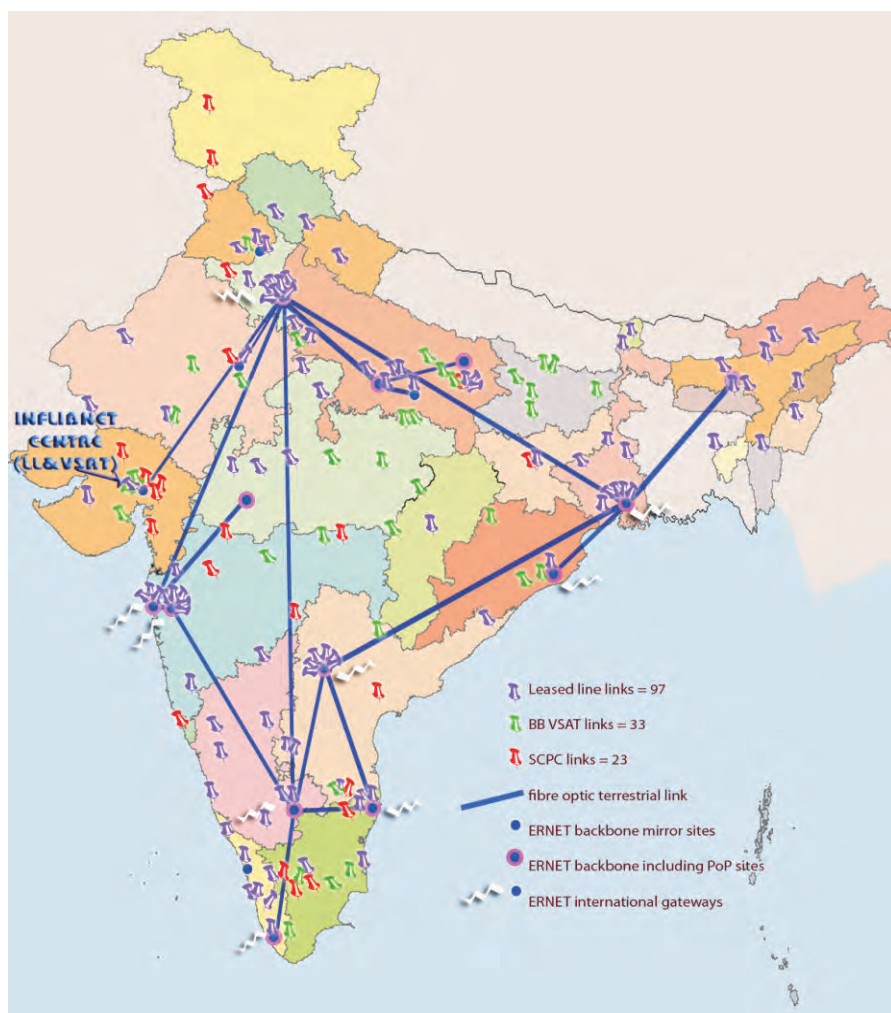 INFLIBNET
CENTRE
(LL&VSAT)
Leased line links = 97
BB VSAT links = 33
SCPC links = 23
fibre optic terrestrial link
ERNET backbone mirror sites
ERNET backbone including PoP sites
ERNET international gateways